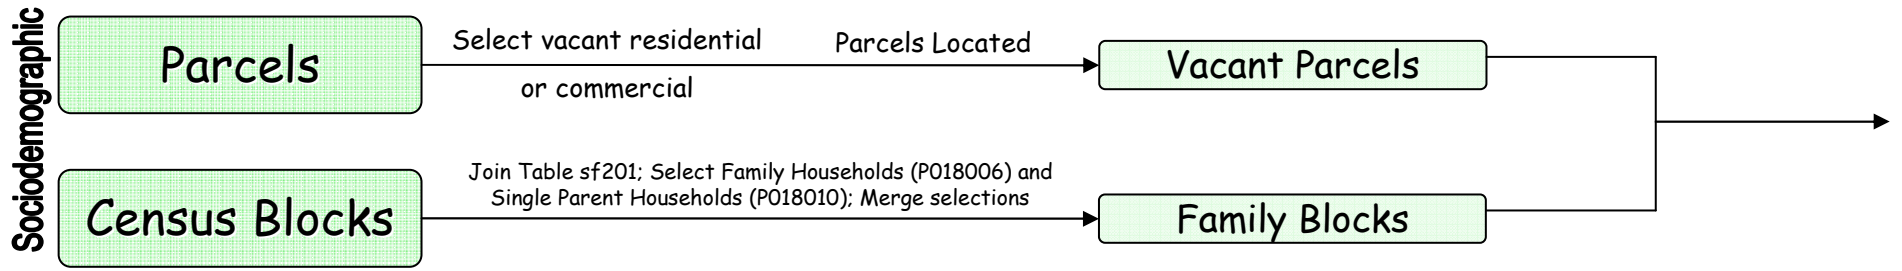 Sociodemographic
Parcels
Select vacant residential
or commercial
Parcels Located
Vacant Parcels
Census Blocks
Join Table sf201; Select Family Households (P018006) and
Single Parent Households (P018010); Merge selections
Family Blocks